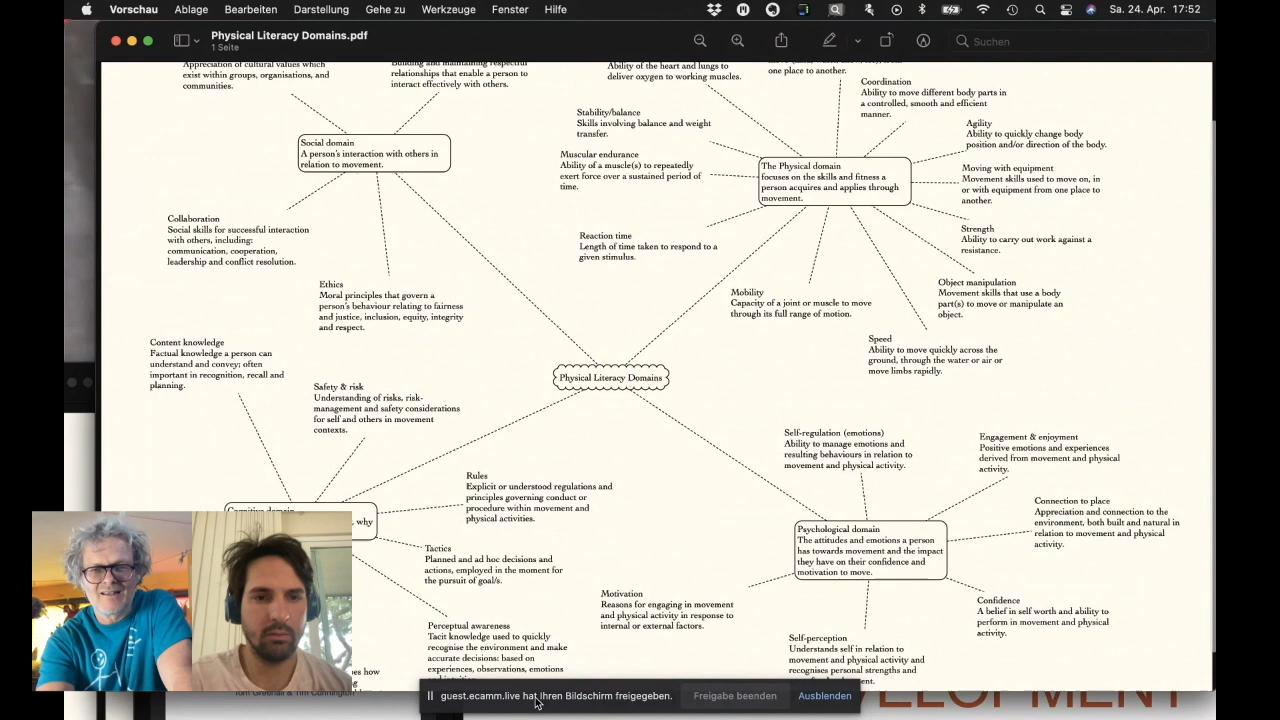 Vorschau Ablage Bearbeiten Darstellung Gehe zu Werkzeuge Fenster Hilfe
Sa. 24. Apr. 17:52
Physical Literacy Domains.pdf
1 Seite
Suchen
Appreciation of cultural values which
exist within groups, organisations, and
communities.
Building and maintaining respectful
relationships that enable a person to
interact effectively with others.
Social domain
A person's interaction with others in
relation to movement.
Collaboration
Social skills for successful interaction
with others, including:
communication, cooperation,
leadership and conflict resolution.
Ethics
Moral principles that govern a
person's behaviour relating to fairness
and justice, inclusion, equity, integrity
and respect.
Ability of the heart and lungs to
deliver oxygen to working muscles.
one place to another.
Coordination
Ability to move different body parts in
a controlled, smooth and efficient
manner.
Stability/balance
Skills involving balance and weight
transfer.
Agility
Ability to quickly change body
position and/or direction of the body.
Muscular endurance
Ability of a muscle(s) to repeatedly
exert force over a sustained period of
time.
The Physical domain
focuses on the skills and fitness a
person acquires and applies through
movement.
Moving with equipment
Movement skills used to move on, in
or with equipment from one place to
another.
Reaction time
Length of time taken to respond to a
given stimulus.
Strength
Ability to carry out work against a
resistance.
Mobility
Capacity of a joint or muscle to move
through its full range of motion.
Object manipulation
Movement skills that use a body
part(s) to move or manipulate an
object.
Speed
Ability to move quickly across the
ground, through the water or air or
move limbs rapidly.
Physical Literacy Domains
Content knowledge
Factual knowledge a person can
understand and convey; often
important in recognition, recall and
planning.
Safety & risk
Understanding of risks, risk-
management and safety considerations
for self and others in movement
contexts.
Cognitive domain
why
Rules
Explicit or understood regulations and
principles governing conduct or
procedure within movement and
physical activities.
Tactics
Planned and ad hoc decisions and
actions, employed in the moment for
the pursuit of goal/s.
Perceptual awareness
Tacit knowledge used to quickly
recognise the environment and make
accurate decisions: based on
experiences, observations, emotions
Self-regulation (emotions)
Ability to manage emotions and
resulting behaviours in relation to
movement and physical activity.
Engagement & enjoyment
Positive emotions and experiences
derived from movement and physical
activity.
Connection to place
Appreciation and connection to the
environment, both built and natural in
relation to movement and physical
activity.
Psychological domain
The attitudes and emotions a person
has towards movement and the impact
they have on their confidence and
motivation to move.
Motivation
Reasons for engaging in movement
and physical activity in response to
internal or external factors.
Confidence
A belief in self worth and ability to
perform in movement and physical
activity.
Self-perception
Understands self in relation to
movement and physical activity and
recognises personal strengths and
how
guest.ecamm.live hat Ihren Bildschirm freigegeben.
Freigabe beenden
Ausblenden